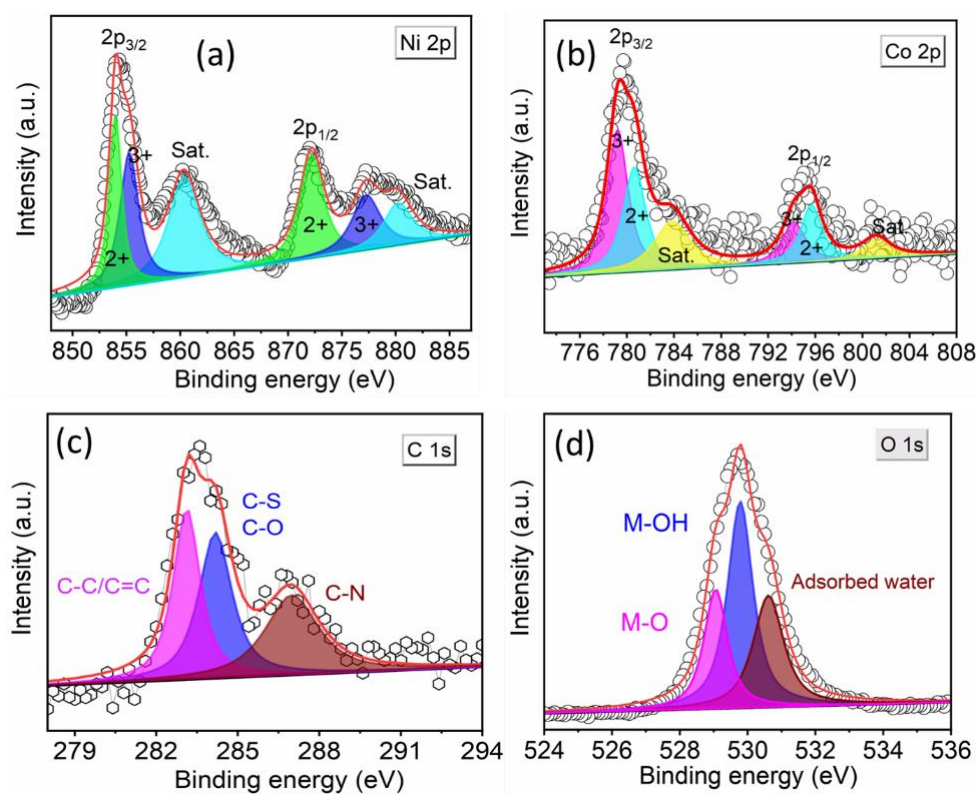 (a)
Ni 2p
2p3/2
2+
3+
Sat.
2p1/2
2+
3+
Sat.
Intensity (a.u.)
850 855 860 865 870 875 880 885
Binding energy (eV)
(b)
Co 2p
2p3/2
3+
2+
Sat.
2p1/2
3+
2+
Sat.
Intensity (a.u.)
776 780 784 788 792 796 800 804 808
Binding energy (eV)
(c)
C 1s
C-S
C-O
C-C/C=C
C-N
Intensity (a.u.)
279 282 285 288 291 294
Binding energy (eV)
(d)
O 1s
M-OH
Adsorbed water
M-O
Intensity (a.u.)
524 526 528 530 532 534 536
Binding energy (eV)